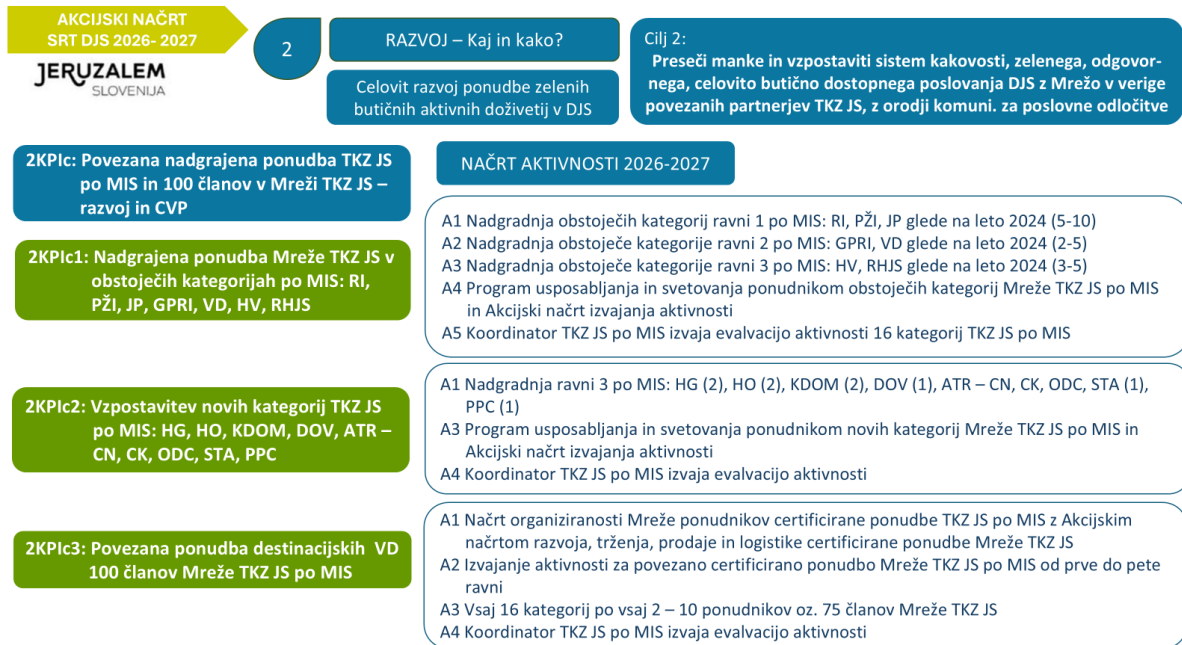 AKCIJSKI NAČRT
SRT DJS 2026- 2027
JERUZALEM
SLOVENIJA
2
RAZVOJ – Kaj in kako?
Celovit razvoj ponudbe zelenih
butičnih aktivnih doživetij v DJS
Cilj 2:
Preseči manke in vzpostaviti sistem kakovosti, zelenega, odgovor-
nega, celovito butično dostopnega poslovanja DJS z Mrežo v verige
povezanih partnerjev TKZ JS, z orodji komuni. za poslovne odločitve
2KPIc: Povezana nadgrajena ponudba TKZ JS
po MIS in 100 članov v Mreži TKZ JS –
razvoj in CVP
NAČRT AKTIVNOSTI 2026-2027
2KPIc1: Nadgrajena ponudba Mreže TKZ JS v
obstoječih kategorijah po MIS: RI,
PŽI, JP, GPRI, VD, HV, RHJS
A1 Nadgradnja obstoječih kategorij ravni 1 po MIS: RI, PŽI, JP glede na leto 2024 (5-10)
A2 Nadgradnja obstoječe kategorije ravni 2 po MIS: GPRI, VD glede na leto 2024 (2-5)
A3 Nadgradnja obstoječe kategorije ravni 3 po MIS: HV, RHJS glede na leto 2024 (3-5)
A4 Program usposabljanja in svetovanja ponudnikom obstoječih kategorij Mreže TKZ JS po MIS
in Akcijski načrt izvajanja aktivnosti
A5 Koordinator TKZ JS po MIS izvaja evalvacijo aktivnosti 16 kategorij TKZ JS po MIS
2KPIc2: Vzpostavitev novih kategorij TKZ JS
po MIS: HG, HO, KDOM, DOV, ATR –
CN, CK, ODC, STA, PPC
A1 Nadgradnja ravni 3 po MIS: HG (2), HO (2), KDOM (2), DOV (1), ATR – CN, CK, ODC, STA (1),
PPC (1)
A3 Program usposabljanja in svetovanja ponudnikom novih kategorij Mreže TKZ JS po MIS in
Akcijski načrt izvajanja aktivnosti
A4 Koordinator TKZ JS po MIS izvaja evalvacijo aktivnosti
2KPIc3: Povezana ponudba destinacijskih VD
100 članov Mreže TKZ JS po MIS
A1 Načrt organiziranosti Mreže ponudnikov certificirane ponudbe TKZ JS po MIS z Akcijskim
načrtom razvoja, trženja, prodaje in logistike certificirane ponudbe Mreže TKZ JS
A2 Izvajanje aktivnosti za povezano certificirano ponudbo Mreže TKZ JS po MIS od prve do pete
ravni
A3 Vsaj 16 kategorij po vsaj 2 – 10 ponudnikov oz. 75 članov Mreže TKZ JS
A4 Koordinator TKZ JS po MIS izvaja evalvacijo aktivnosti